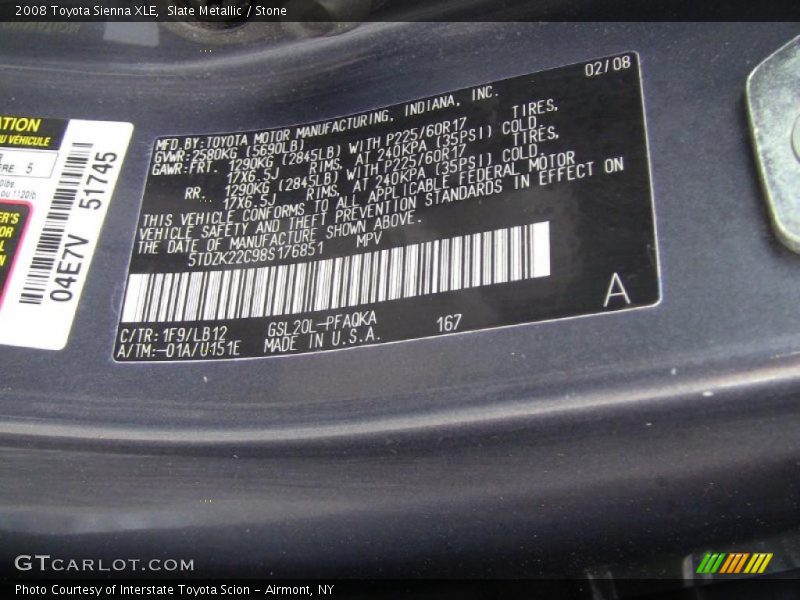 2008 Toyota Sienna XLE,  Slate Metallic / Stone
02/08
MFD.BY:TOYOTA MOTOR MANUFACTURING, INDIANA, INC.
GVWR:2580KG (5690LB)
GAWR:FRT. 1290KG (2845LB) WITH P225/60R17 TIRES,
17X6.5J RIMS, AT 240KPA (35PSI) COLD.
RR. 1290KG (2845LB) WITH P225/60R17 TIRES,
17X6.5J RIMS, AT 240KPA (35PSI) COLD.
THIS VEHICLE CONFORMS TO ALL APPLICABLE FEDERAL MOTOR
VEHICLE SAFETY AND THEFT PREVENTION STANDARDS IN EFFECT ON
THE DATE OF MANUFACTURE SHOWN ABOVE.
5TDZK22C98S176851 MPV
A
C/TR: 1F9/LB12 GSL20L-PFAQKA 167
A/TM:-01A/U151E MADE IN U.S.A.
04E7V 51745
GTCARLOT.COM
Photo Courtesy of Interstate Toyota Scion – Airmont, NY